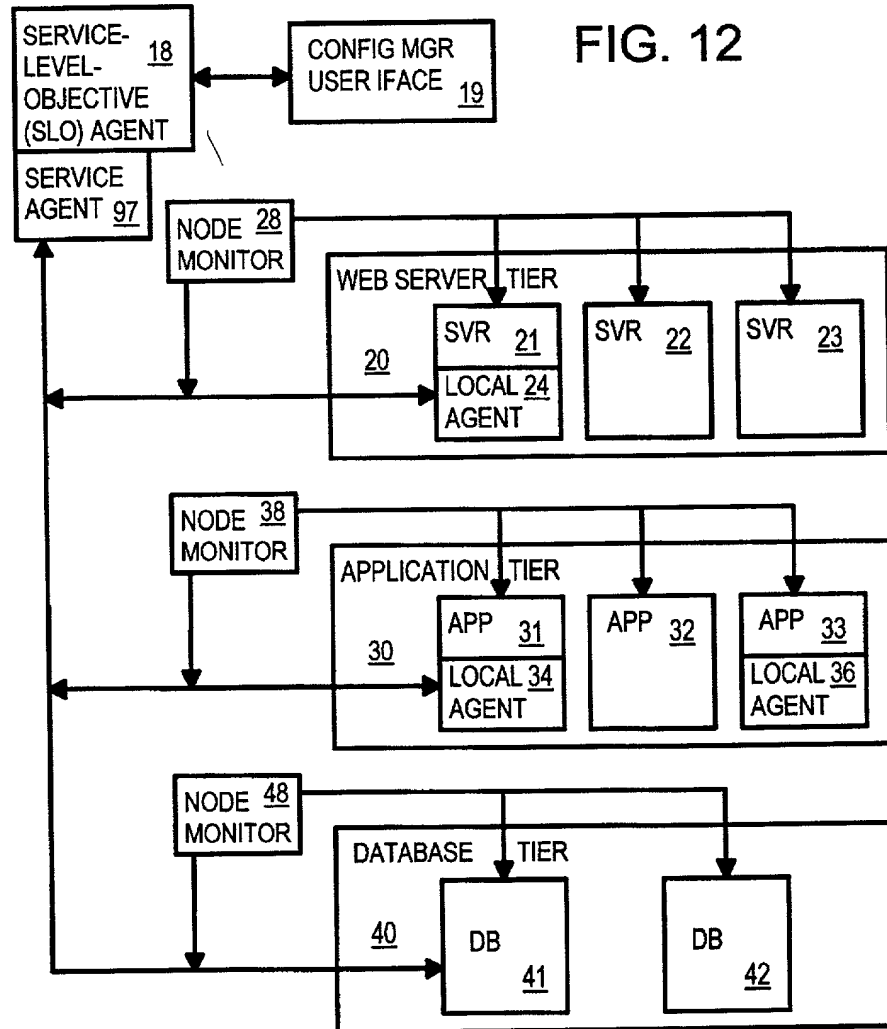 FIG. 12
SERVICE-
LEVEL-
OBJECTIVE
(SLO) AGENT
18
CONFIG MGR
USER IFACE
19
SERVICE
AGENT 97
NODE 28
MONITOR
WEB SERVER TIER
20
SVR 21
LOCAL 24
AGENT
SVR 22
SVR 23
NODE 38
MONITOR
APPLICATION TIER
30
APP 31
LOCAL 34
AGENT
APP 32
APP 33
LOCAL 36
AGENT
NODE 48
MONITOR
DATABASE TIER
40
DB
41
DB
42